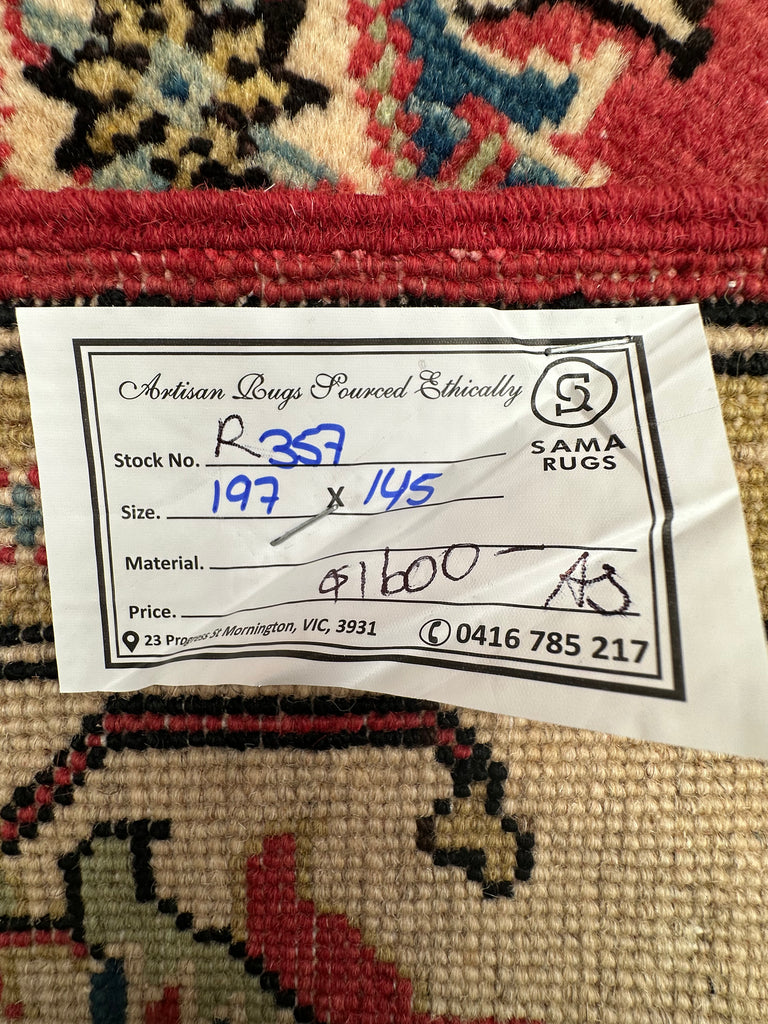 Artisan Rugs Sourced Ethically
S
SAMA
RUGS
Stock No. R357
Size. 197 x 145
Material.
Price. $1600 - AS
23 Progress St Mornington, VIC, 3931
0416 785 217